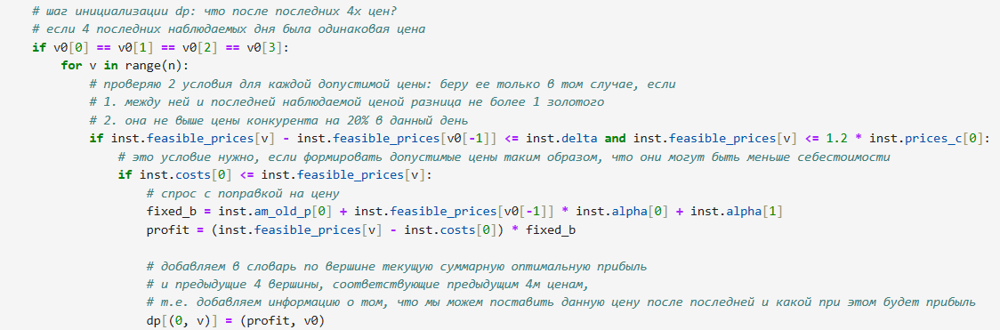 # шаг инициализации dp: что после последних 4х цен?
# если 4 последних наблюдаемых дня была одинаковая цена
if v0[0] == v0[1] == v0[2] == v0[3]:
for v in range(n):
# проверяю 2 условия для каждой допустимой цены: беру ее только в том случае, если
# 1. между ней и последней наблюдаемой ценой разница не более 1 золотого
# 2. она не выше цены конкурента на 20% в данный день
if inst.feasible_prices[v] - inst.feasible_prices[v0[-1]] <= inst.delta and inst.feasible_prices[v] <= 1.2 * inst.prices_c[0]:
# это условие нужно, если формировать допустимые цены таким образом, что они могут быть меньше себестоимости
if inst.costs[0] <= inst.feasible_prices[v]:
# спрос с поправкой на цену
fixed_b = inst.am_old_p[0] + inst.feasible_prices[v0[-1]] * inst.alpha[0] + inst.alpha[1]
profit = (inst.feasible_prices[v] - inst.costs[0]) * fixed_b
# добавляем в словарь по вершине текущую суммарную оптимальную прибыль
# и предыдущие 4 вершины, соответствующие предыдущим 4м ценам,
# т.е. добавляем информацию о том, что мы можем поставить данную цену после последней и какой при этом будет прибыль
dp[(0, v)] = (profit, v0)